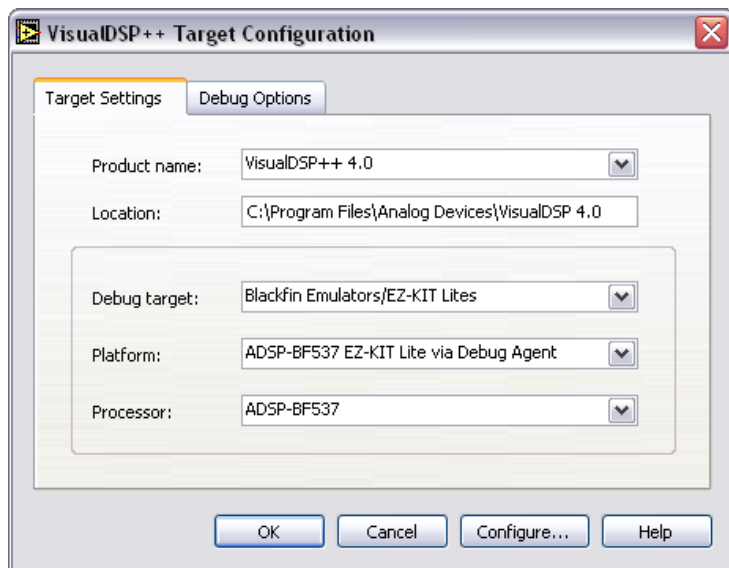 VisualDSP++ Target Configuration
Target Settings Debug Options
Product name: VisualDSP++ 4.0
Location: C:\Program Files\Analog Devices\VisualDSP 4.0
Debug target: Blackfin Emulators/EZ-KIT Lites
Platform: ADSP-BF537 EZ-KIT Lite via Debug Agent
Processor: ADSP-BF537
OK Cancel Configure... Help